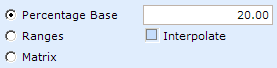 Percentage Base 20.00
Ranges Interpolate
Matrix